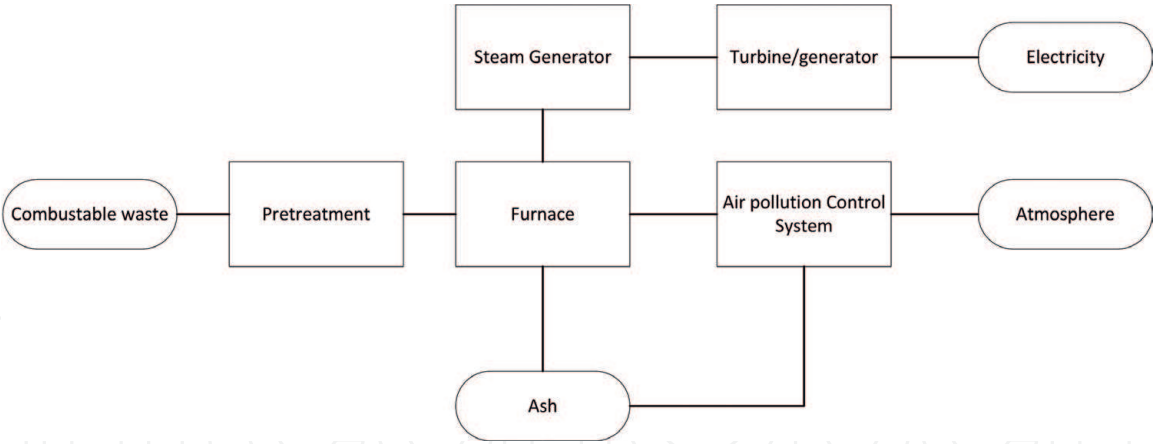 Steam Generator
Turbine/generator
Electricity
Combustable waste
Pretreatment
Furnace
Air pollution Control
System
Atmosphere
Ash